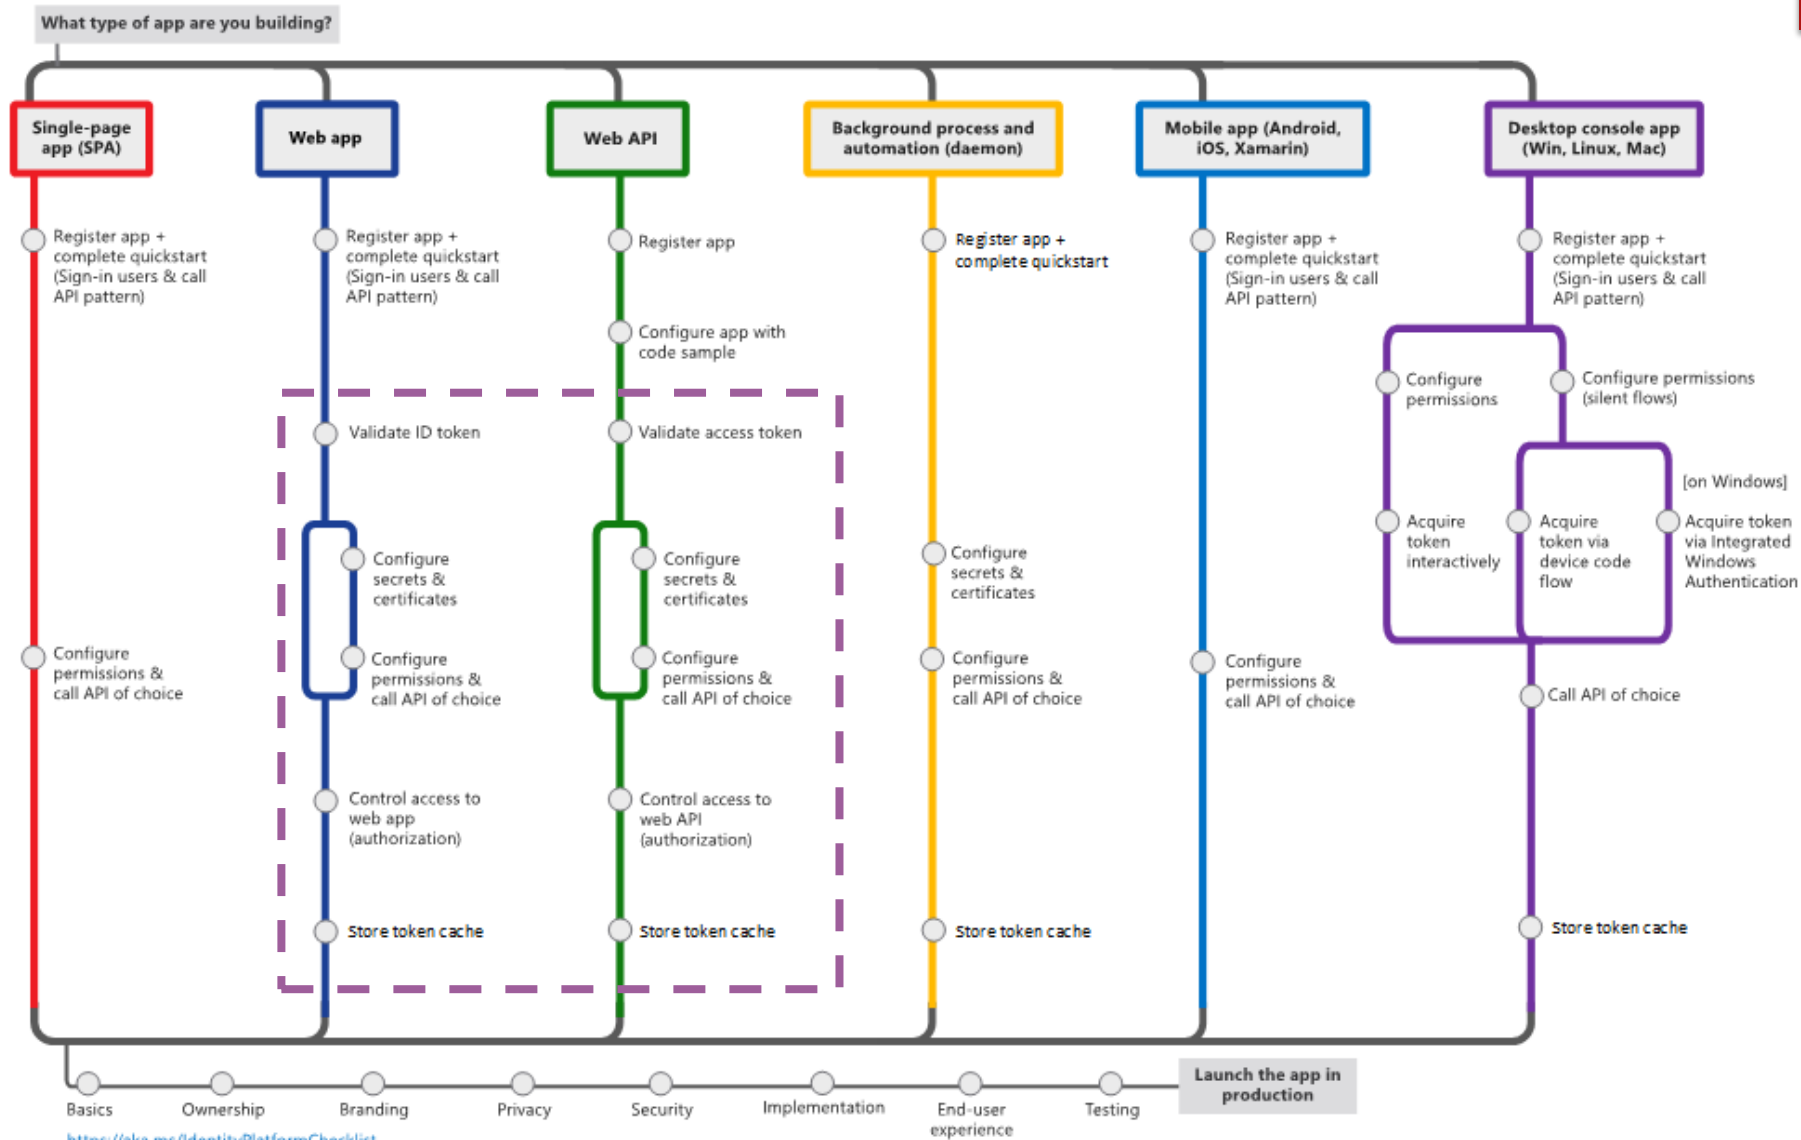 What type of app are you building?
Single-page
app (SPA)
Web app
Web API
Background process and
automation (daemon)
Mobile app (Android,
iOS, Xamarin)
Desktop console app
(Win, Linux, Mac)
Register app +
complete quickstart
(Sign-in users & call
API pattern)
Configure
permissions &
call API of choice
Register app +
complete quickstart
(Sign-in users & call
API pattern)
Validate ID token
Configure
secrets &
certificates
Configure
permissions &
call API of choice
Control access to
web app
(authorization)
Store token cache
Register app
Configure app with
code sample
Validate access token
Configure
secrets &
certificates
Configure
permissions &
call API of choice
Control access to
web API
(authorization)
Store token cache
Register app +
complete quickstart
Configure
secrets &
certificates
Configure
permissions &
call API of choice
Store token cache
Register app +
complete quickstart
(Sign-in users & call
API pattern)
Configure
permissions &
call API of choice
Register app +
complete quickstart
(Sign-in users & call
API pattern)
Configure
permissions
Configure permissions
(silent flows)
[on Windows]
Acquire
token
interactively
Acquire
token via
device code
flow
Acquire token
via Integrated
Windows
Authentication
Call API of choice
Store token cache
Basics
Ownership
Branding
Privacy
Security
Implementation
End-user
experience
Testing
Launch the app in
production
https://aka.ms/IdentityPlatformChecklist